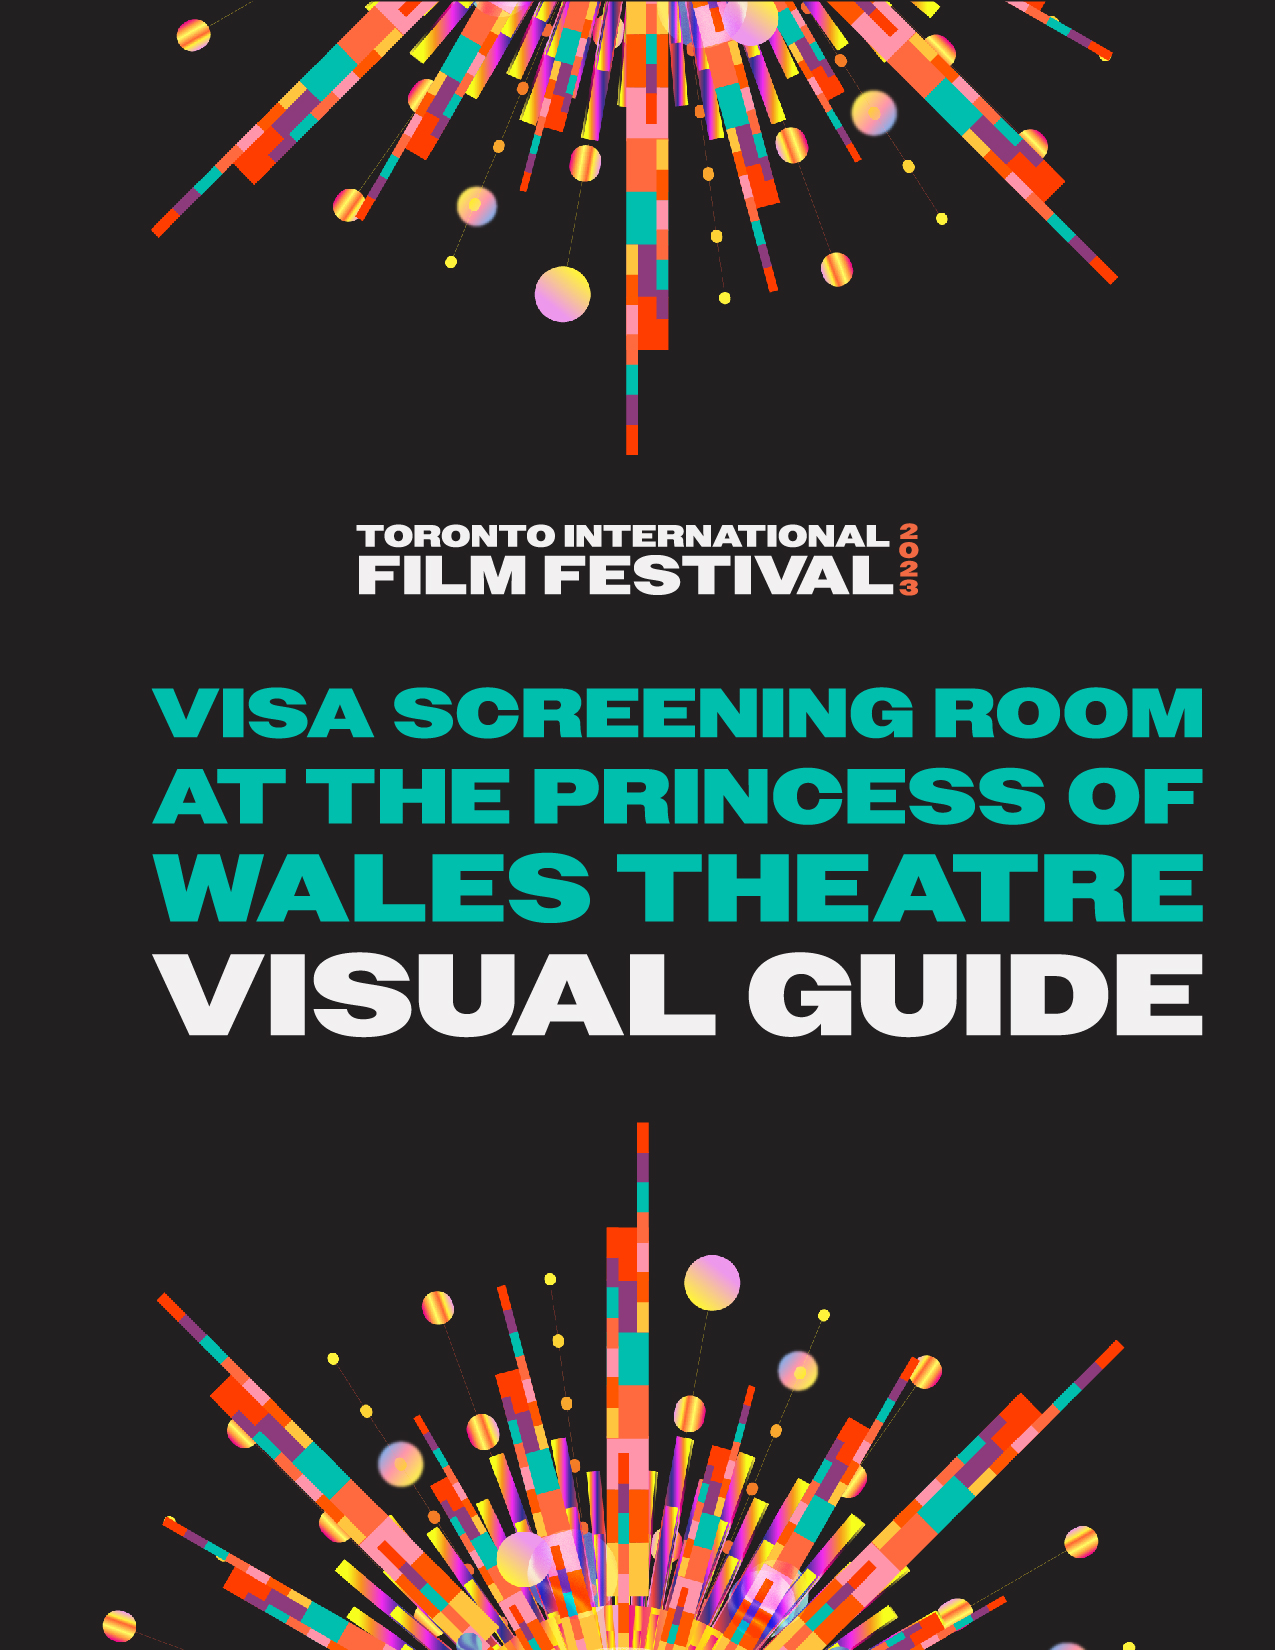 TORONTO INTERNATIONAL
FILM FESTIVAL
2023
VISA SCREENING ROOM
AT THE PRINCESS OF
WALES THEATRE
VISUAL GUIDE